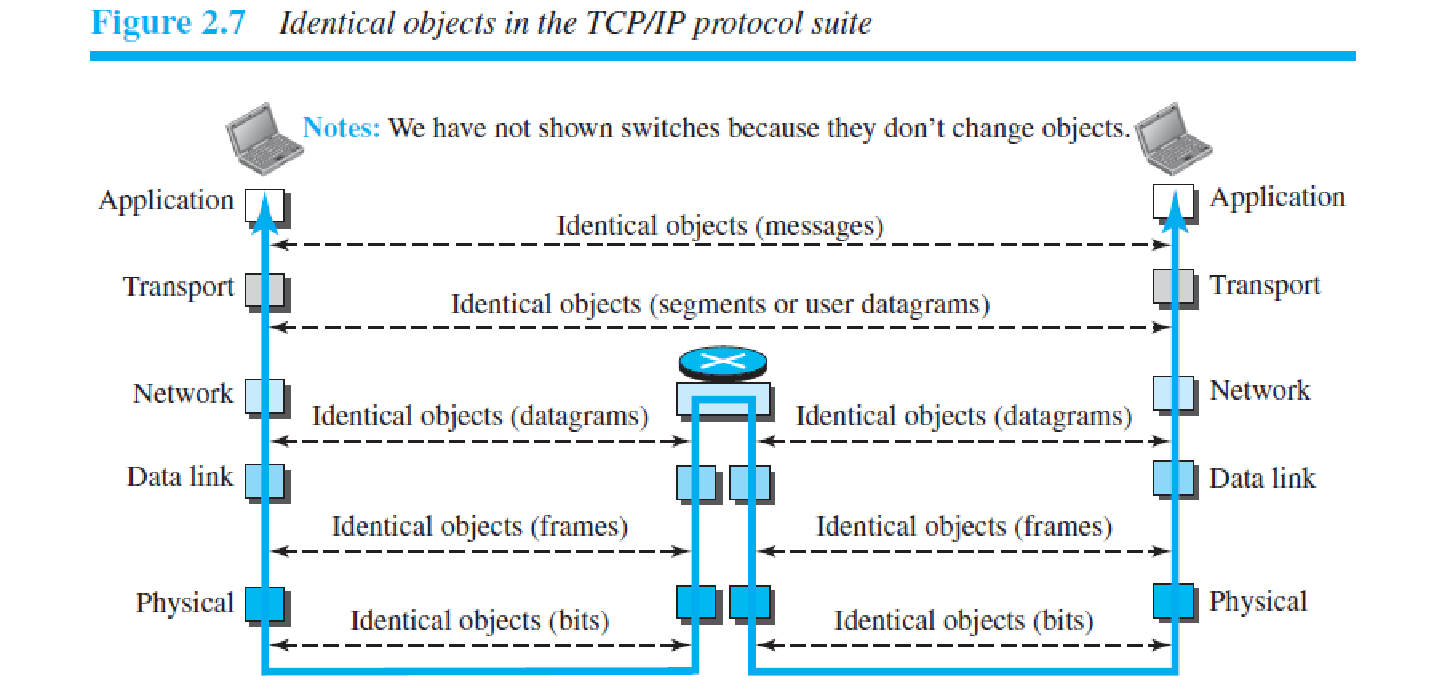 Figure 2.7 Identical objects in the TCP/IP protocol suite
Notes: We have not shown switches because they don’t change objects.
Application
Application
Identical objects (messages)
Transport
Transport
Identical objects (segments or user datagrams)
Network
Network
Identical objects (datagrams)
Identical objects (datagrams)
Data link
Data link
Identical objects (frames)
Identical objects (frames)
Physical
Physical
Identical objects (bits)
Identical objects (bits)